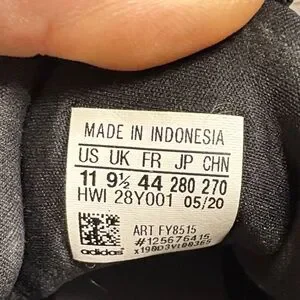 MADE IN INDONESIA
US UK FR JP CHN
11 9½ 44 280 270
HWI 28Y001 05/20
ART FY8515
#125676415
adidas